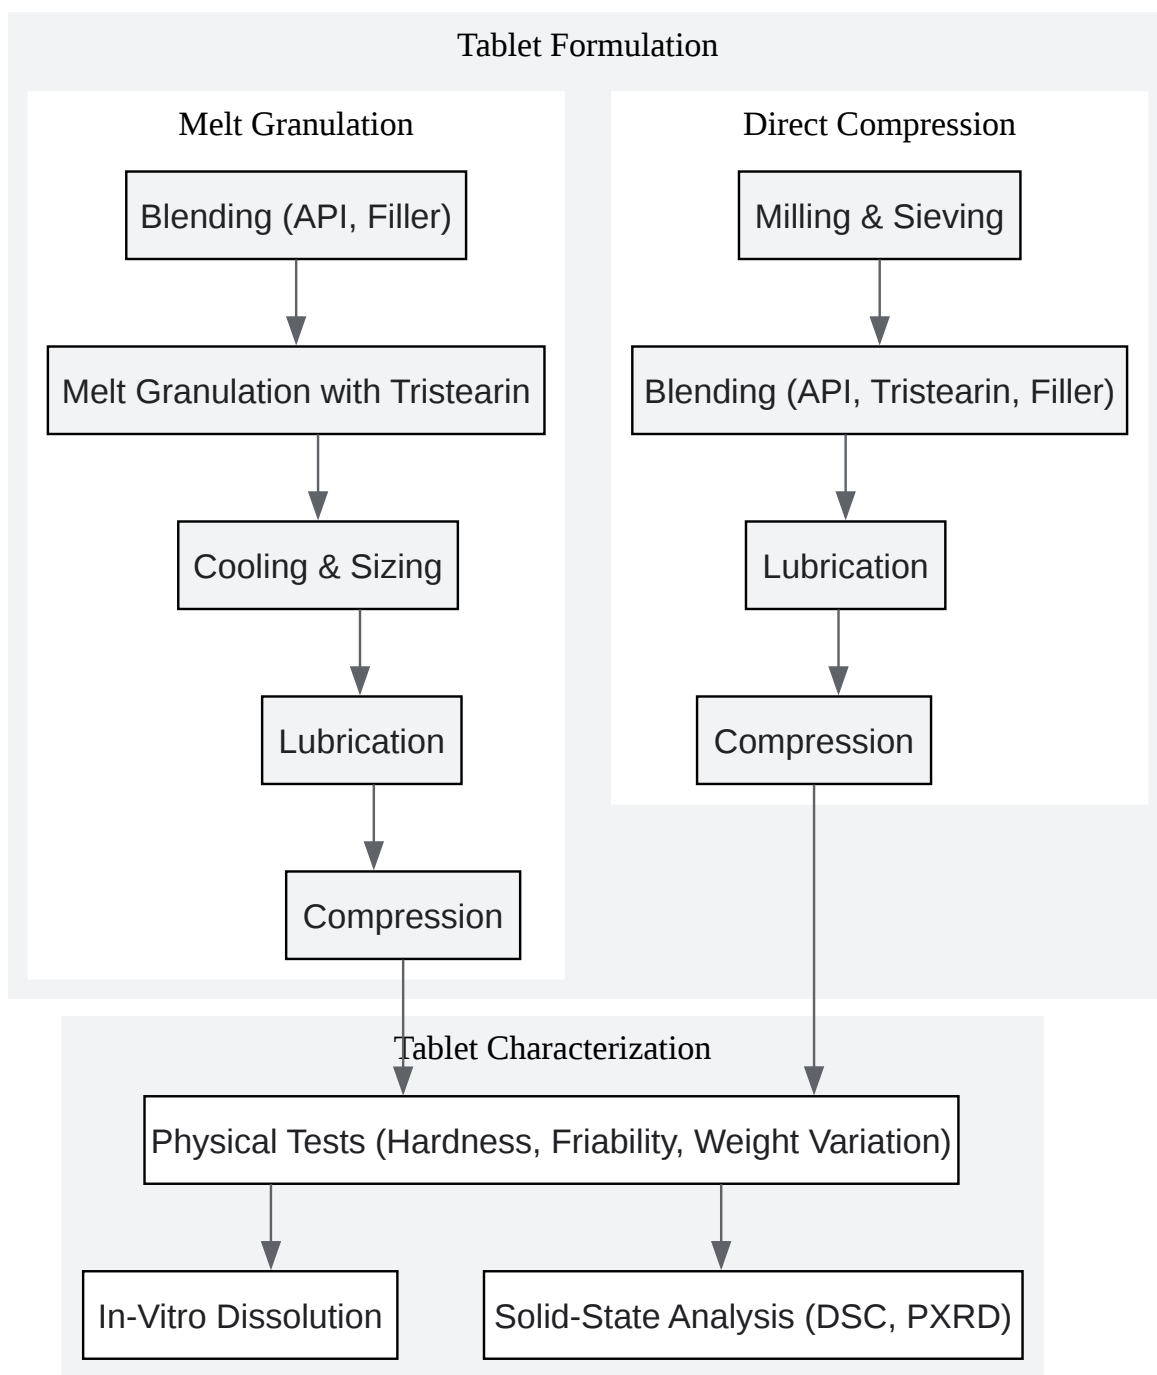 Tablet Formulation
Melt Granulation
Blending (API, Filler)
Melt Granulation with Tristearin
Cooling & Sizing
Lubrication
Compression
Direct Compression
Milling & Sieving
Blending (API, Tristearin, Filler)
Lubrication
Compression
Tablet Characterization
Physical Tests (Hardness, Friability, Weight Variation)
In-Vitro Dissolution
Solid-State Analysis (DSC, PXRD)